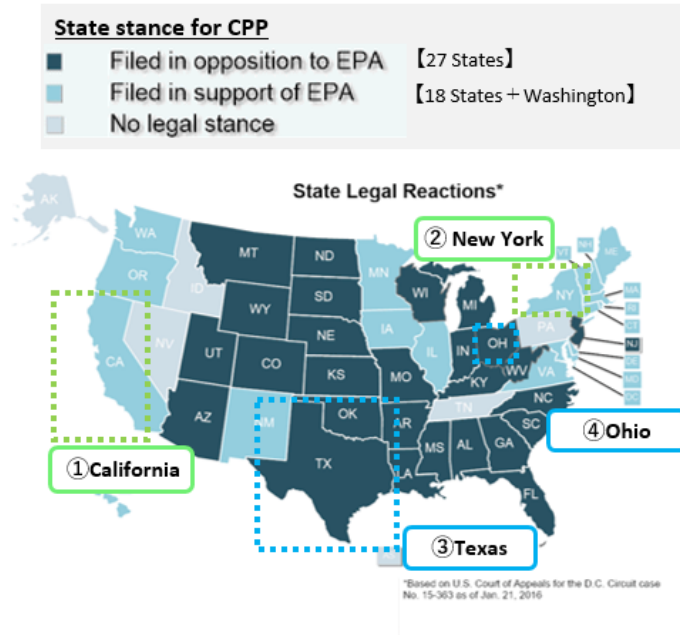 State stance for CPP
Filed in opposition to EPA 【27 States】
Filed in support of EPA 【18 States＋Washington】
No legal stance
State Legal Reactions*
② New York
AK
WA
MT
ND
MN
VT
NH
ME
OR
ID
SD
WI
MI
NY
MA
RI
CT
WY
NE
IA
PA
NJ
NV
UT
CO
IL
IN
OH
DE
MD
DC
CA
KS
MO
WV
VA
KY
AZ
NM
OK
AR
TN
NC
SC
④Ohio
①California
TX
LA
MS
AL
GA
FL
③Texas
*Based on U.S. Court of Appeals for the D.C. Circuit case
No. 15-363 as of Jan. 21, 2016